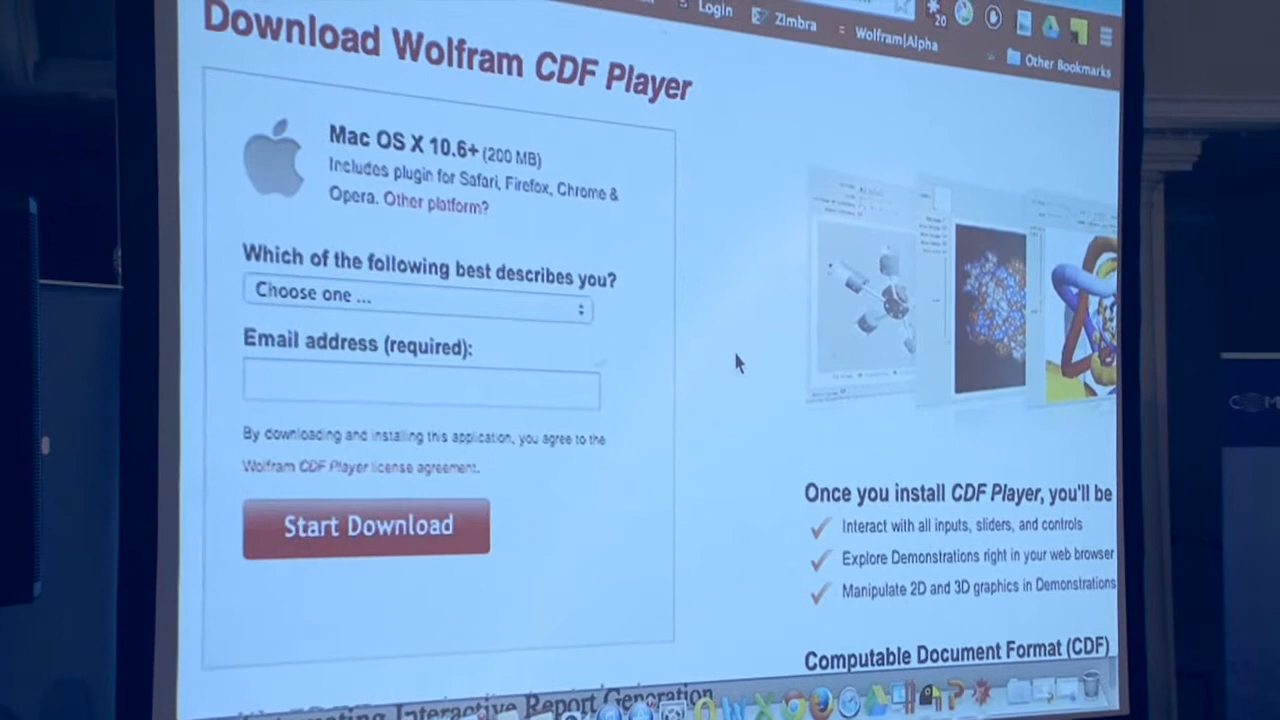 Login
Zimbra
Wolfram|Alpha
20
Other Bookmarks
Download Wolfram CDF Player
Mac OS X 10.6+ (200 MB)
Includes plugin for Safari, Firefox, Chrome &
Opera. Other platform?
Which of the following best describes you?
Choose one ...
Email address (required):
By downloading and installing this application, you agree to the
Wolfram CDF Player license agreement.
Start Download
Once you install CDF Player, you'll be
Interact with all inputs, sliders, and controls
Explore Demonstrations right in your web browser
Manipulate 2D and 3D graphics in Demonstrations
Computable Document Format (CDF)
Interactive Report Generation